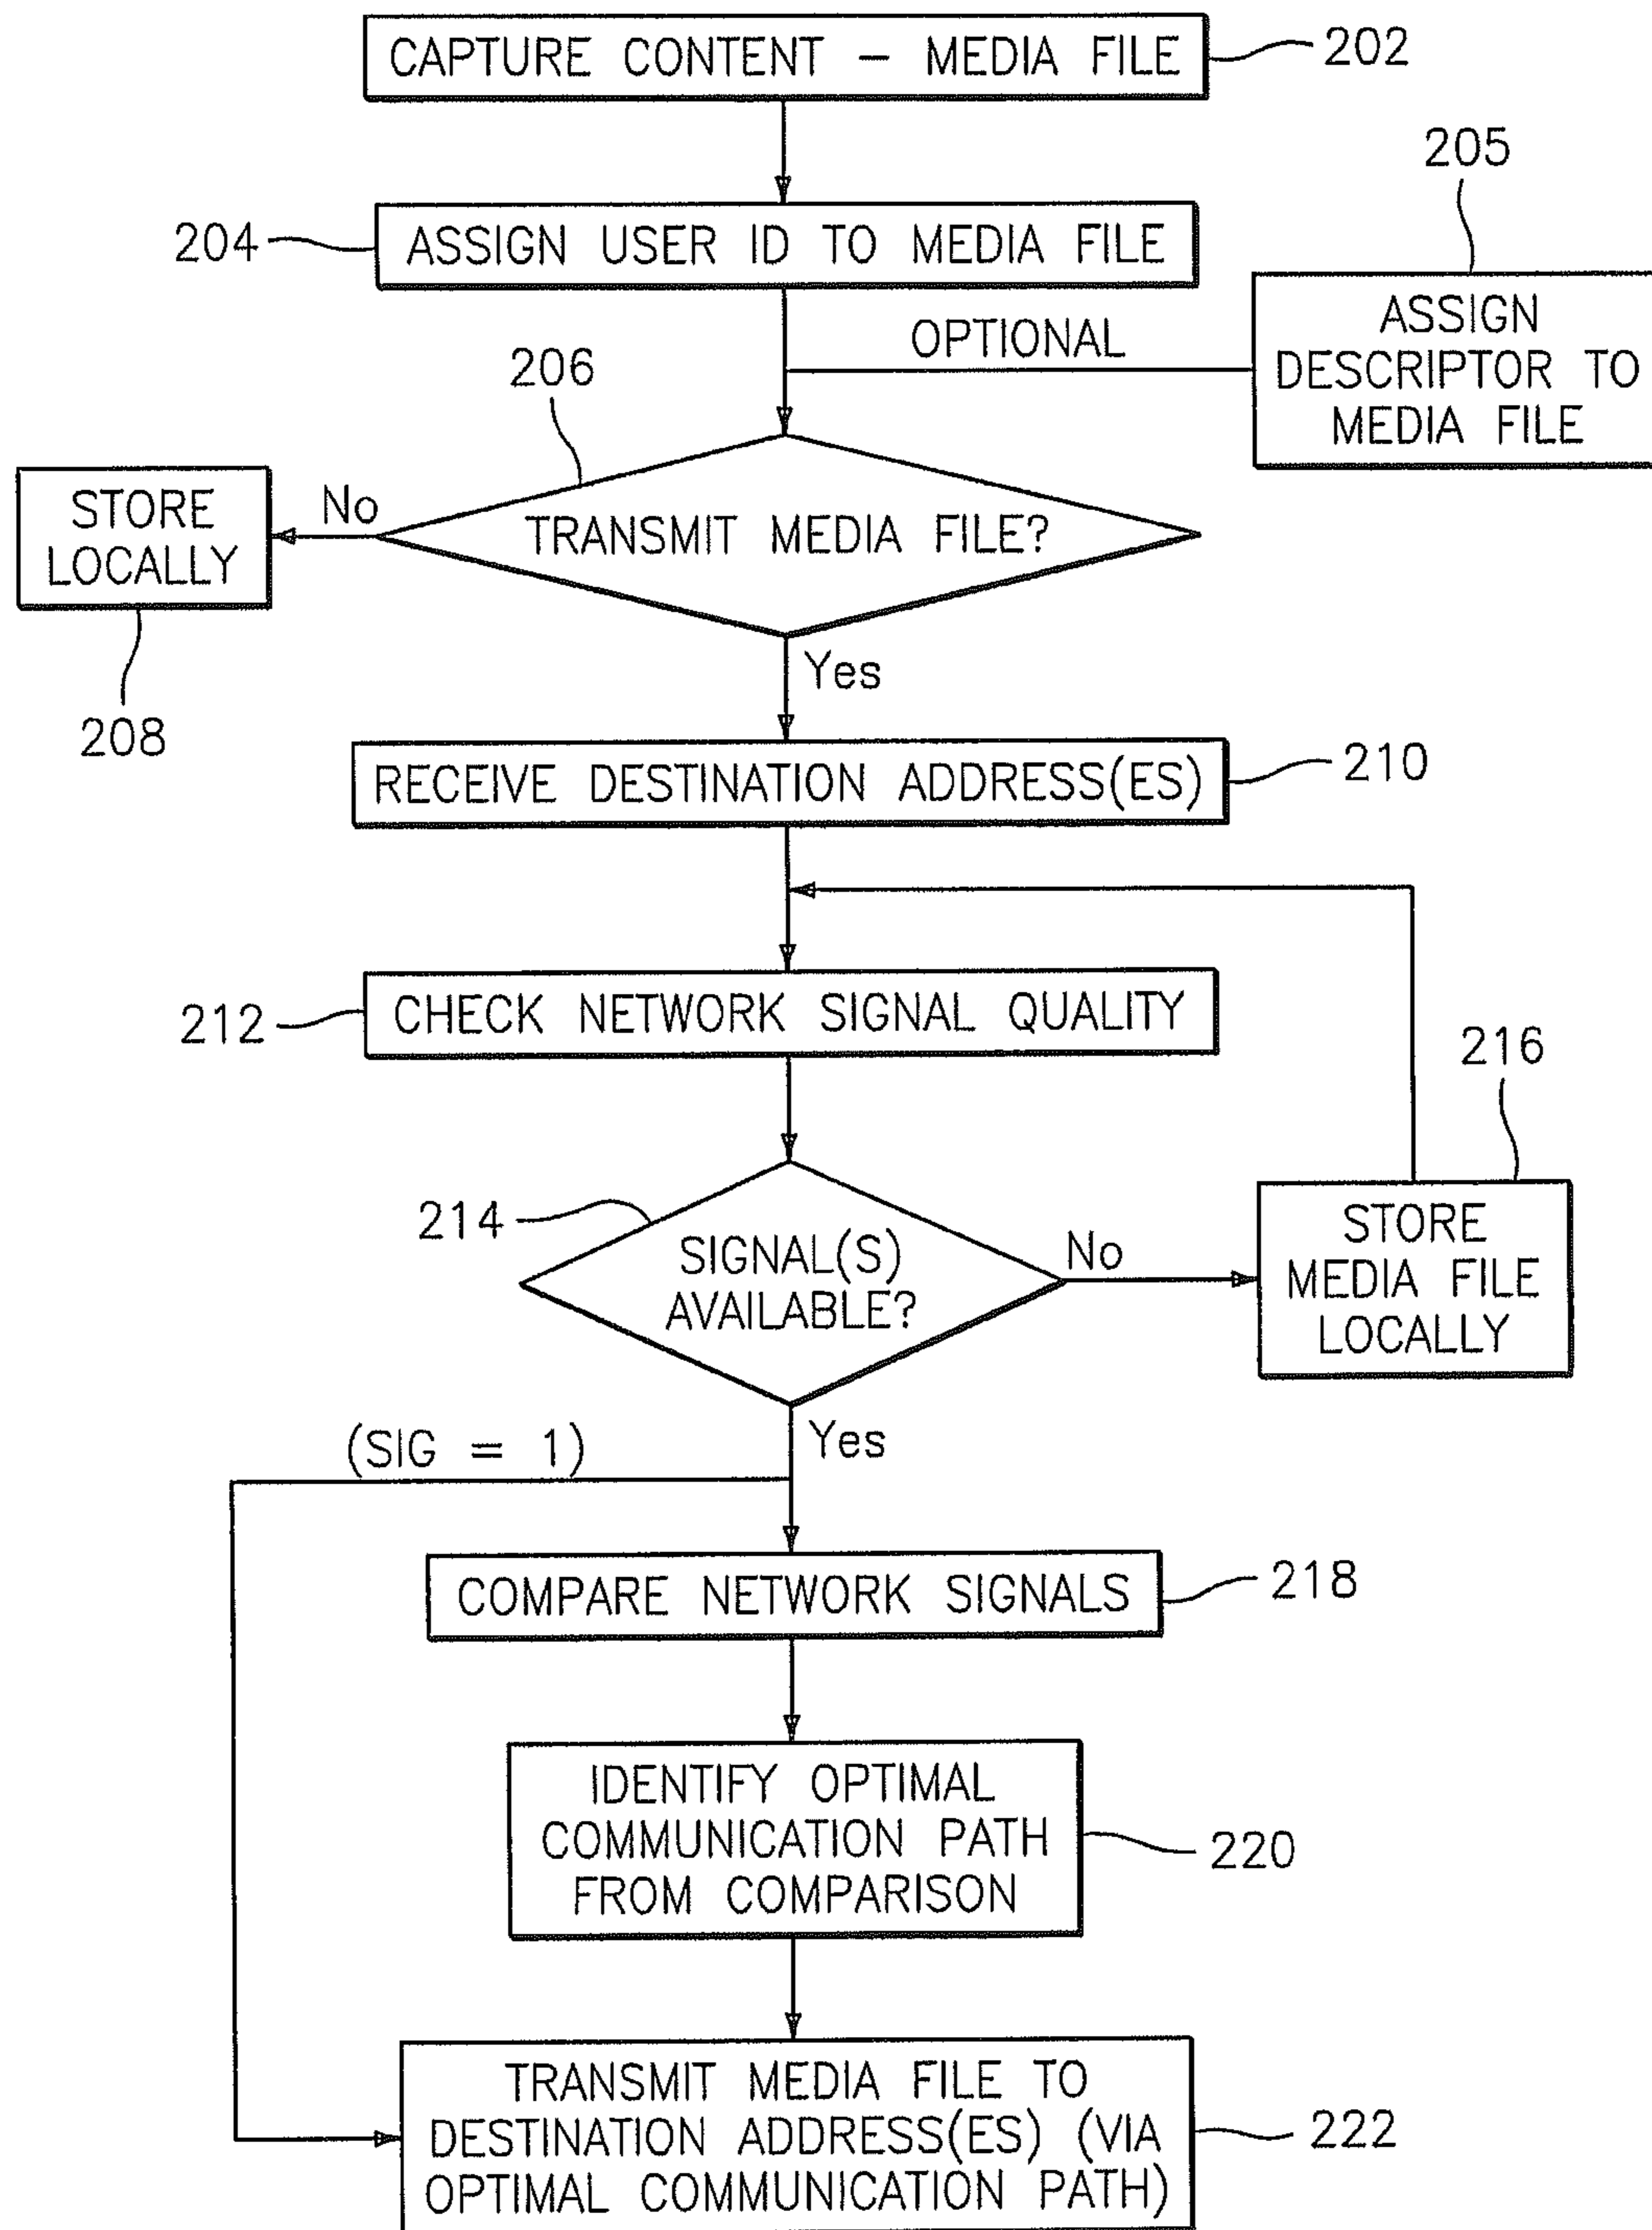 CAPTURE CONTENT – MEDIA FILE
202
205
204
ASSIGN USER ID TO MEDIA FILE
OPTIONAL
ASSIGN
DESCRIPTOR TO
MEDIA FILE
206
STORE
LOCALLY
No
TRANSMIT MEDIA FILE?
Yes
208
RECEIVE DESTINATION ADDRESS(ES)
210
212
CHECK NETWORK SIGNAL QUALITY
216
214
SIGNAL(S)
AVAILABLE?
No
STORE
MEDIA FILE
LOCALLY
(SIG = 1)
Yes
COMPARE NETWORK SIGNALS
218
IDENTIFY OPTIMAL
COMMUNICATION PATH
FROM COMPARISON
220
TRANSMIT MEDIA FILE TO
DESTINATION ADDRESS(ES) (VIA
OPTIMAL COMMUNICATION PATH)
222